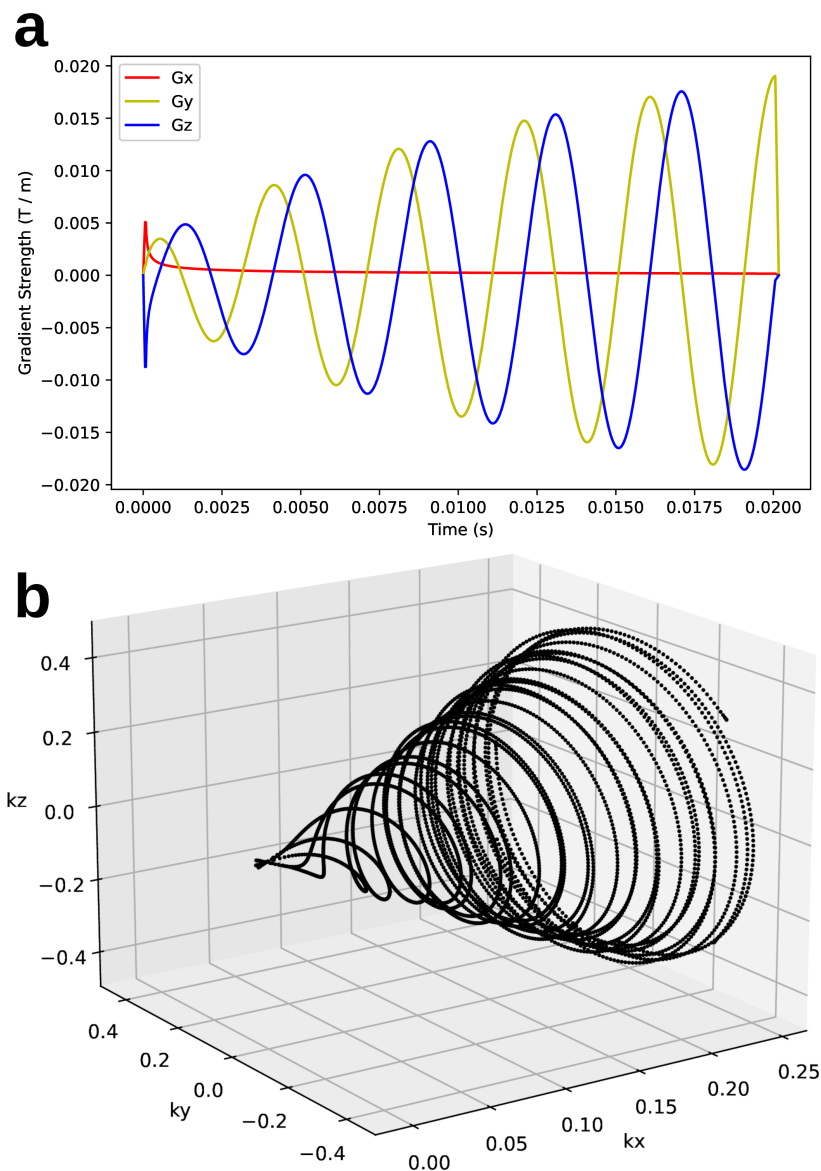 a
0.020
0.015
0.010
0.005
0.000
−0.005
−0.010
−0.015
−0.020
Gradient Strength (T / m)
Gx
Gy
Gz
0.0000 0.0025 0.0050 0.0075 0.0100 0.0125 0.0150 0.0175 0.0200
Time (s)
b
0.4
0.2
0.0
−0.2
−0.4
kz
0.4
0.2
0.0
−0.2
−0.4
ky
0.00
0.05
0.10
0.15
0.20
0.25
kx